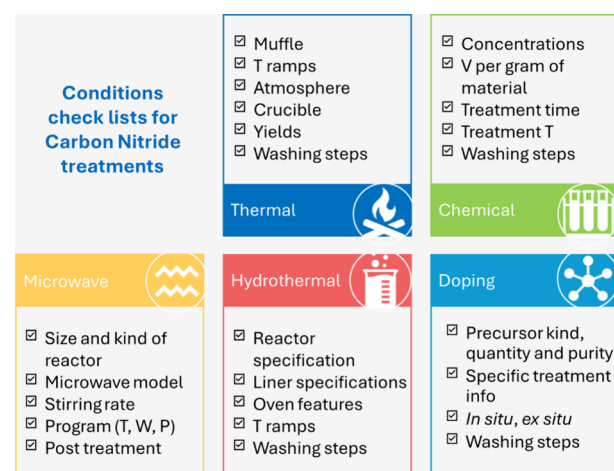 Conditions
check lists for
Carbon Nitride
treatments
☑ Muffle
☑ T ramps
☑ Atmosphere
☑ Crucible
☑ Yields
☑ Washing steps
Thermal
☑ Concentrations
☑ V per gram of
material
☑ Treatment time
☑ Treatment T
☑ Washing steps
Chemical
Microwave
☑ Size and kind of
reactor
☑ Microwave model
☑ Stirring rate
☑ Program (T, W, P)
☑ Post treatment
Hydrothermal
☑ Reactor
specification
☑ Liner specifications
☑ Oven features
☑ T ramps
☑ Washing steps
Doping
☑ Precursor kind,
quantity and purity
☑ Specific treatment
info
☑ In situ, ex situ
☑ Washing steps